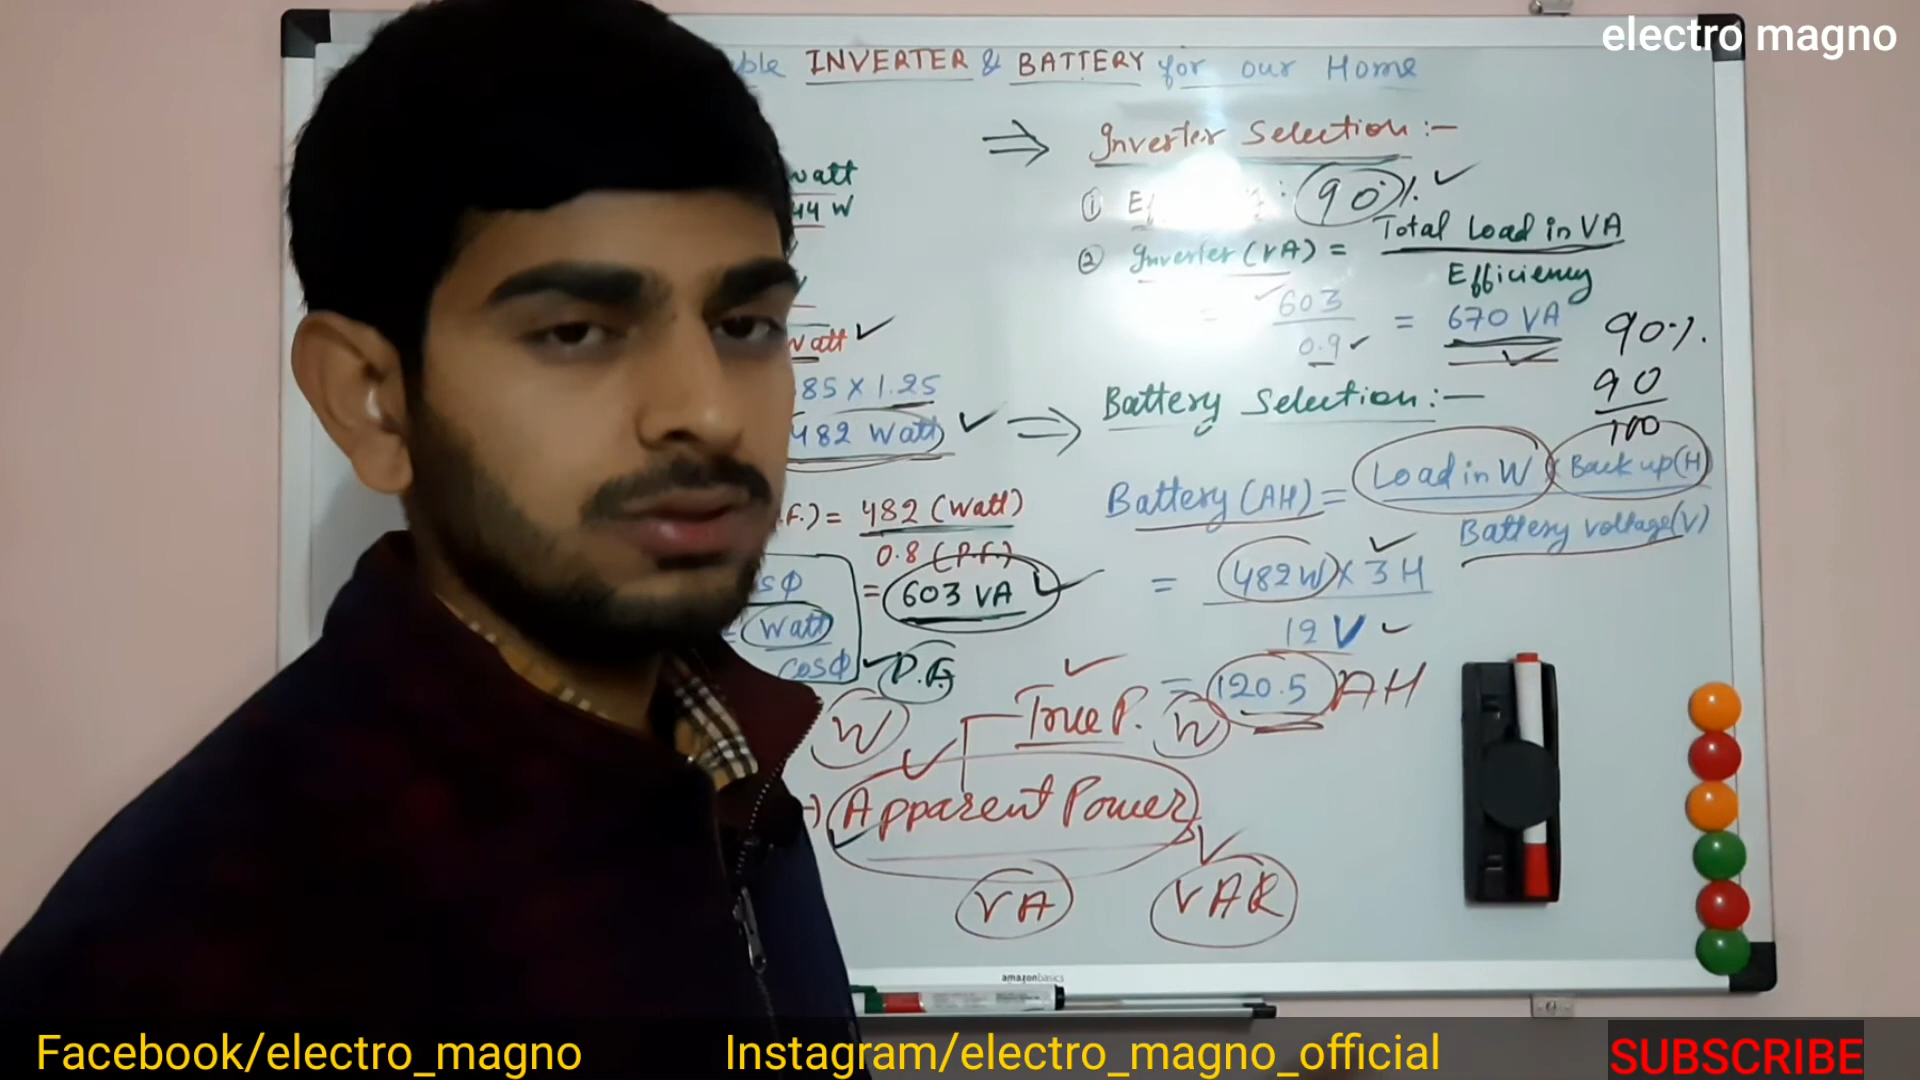 electro magno
INVERTER & BATTERY for our Home
⇒ Inverter Selection :-
① : 90% ✓
② Inverter (VA) = Total Load in VA / Efficiency
= 603 / 0.9 = 670 VA
90%
90 / 100
watt
44 W
Watt ✓
85 X 1.25
482 Watt ✓
⇒ Battery Selection :-
Battery (AH) = Load in W x Back up (H) / Battery voltage (V)
= 482W X 3 H / 12 V
= 120.5 AH
.F.) = 482 (Watt) / 0.8 (P.F.)
= 603 VA
Watt
cosϕ
P.F.
W
True P. W
Apparent Power
VA
VAR
amazonbasics
Facebook/electro_magno
Instagram/electro_magno_official
SUBSCRIBE